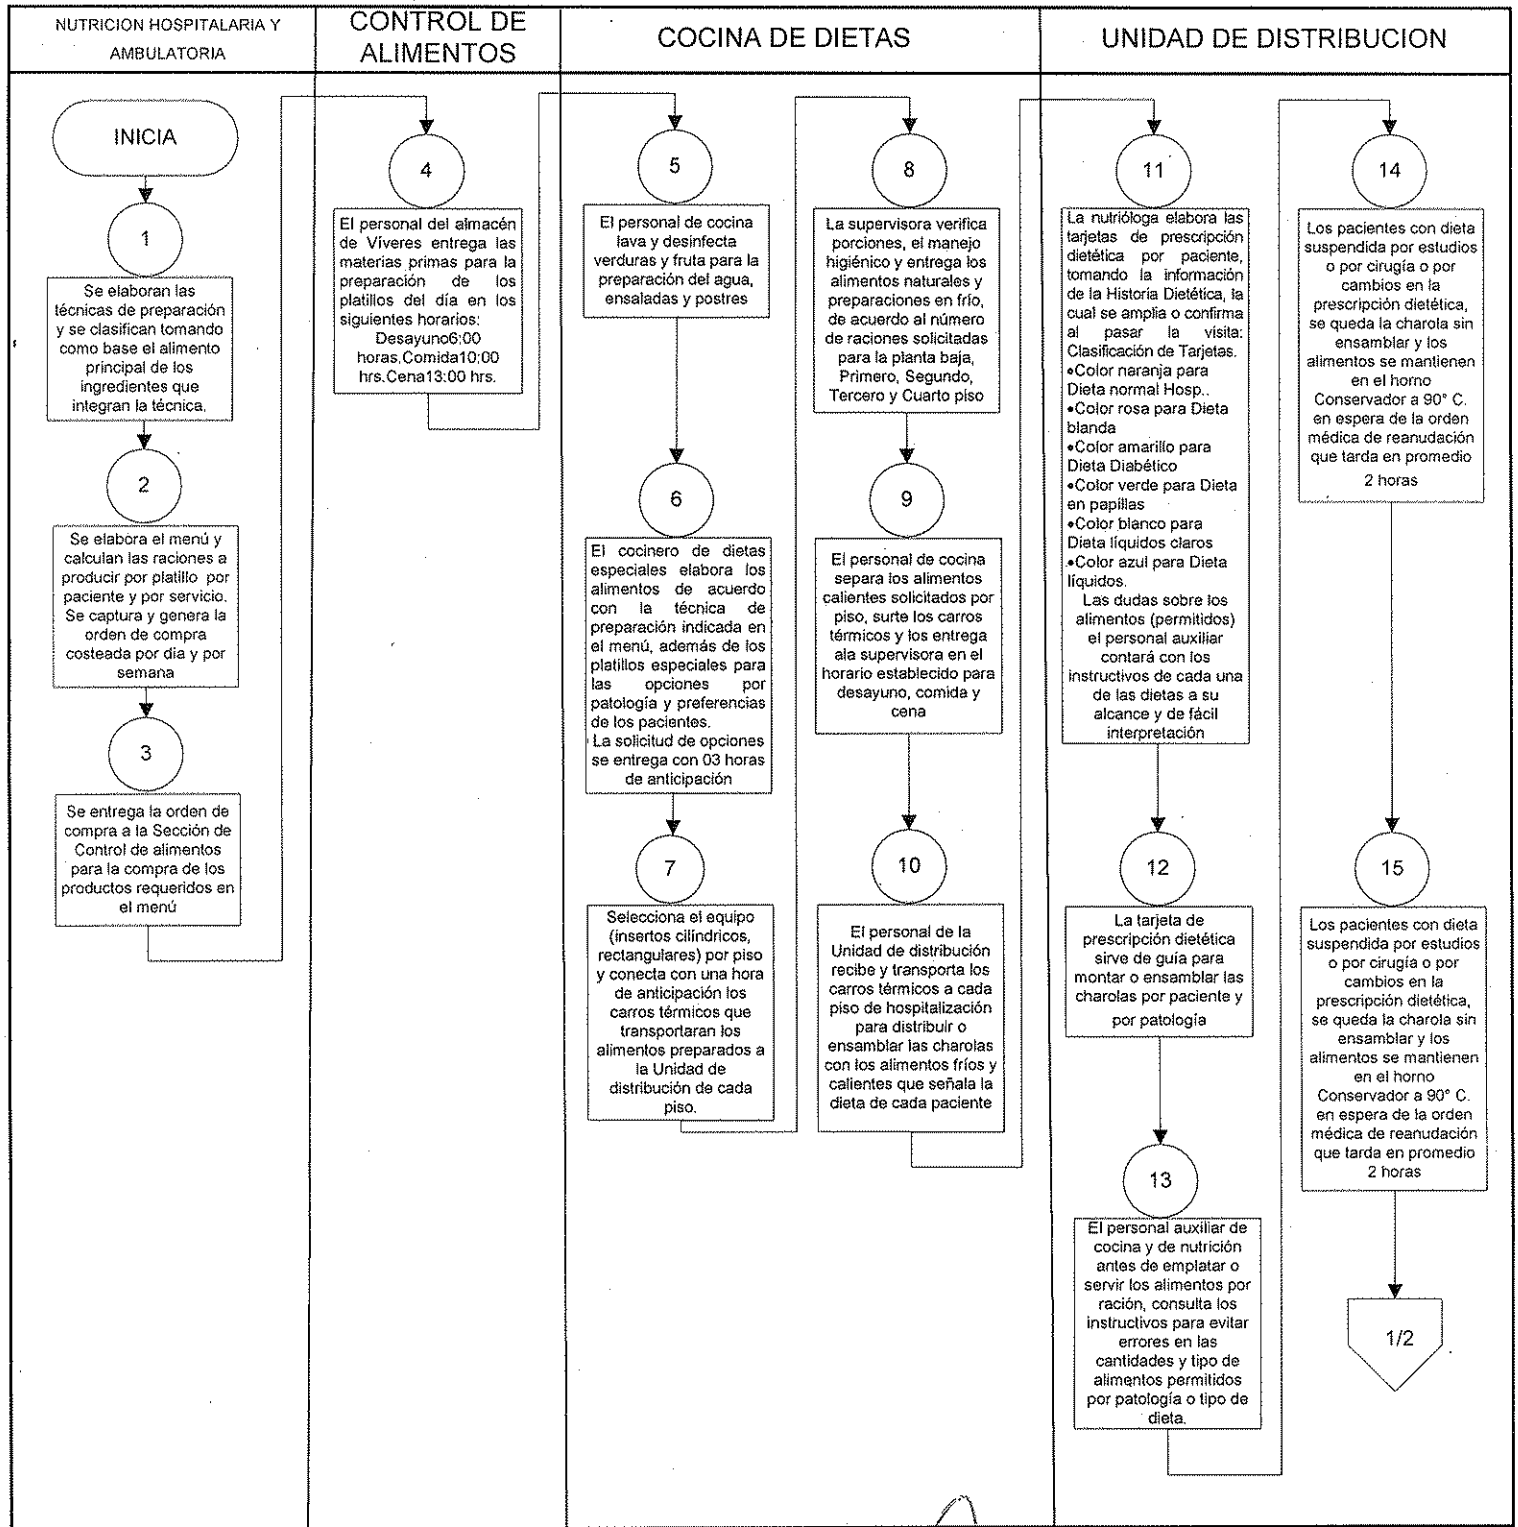 NUTRICION HOSPITALARIA Y
AMBULATORIA
CONTROL DE
ALIMENTOS
COCINA DE DIETAS
UNIDAD DE DISTRIBUCION
INICIA
1
Se elaboran las
técnicas de preparación
y se clasifican tomando
como base el alimento
principal de los
ingredientes que
integran la técnica.
2
Se elabora el menú y
calculan las raciones a
producir por platillo por
paciente y por servicio.
Se captura y genera la
orden de compra
costeada por día y por
semana
3
Se entrega la orden de
compra a la Sección de
Control de alimentos
para la compra de los
productos requeridos en
el menú
4
El personal del almacén
de Víveres entrega las
materias primas para la
preparación de los
platillos del día en los
siguientes horarios:
Desayuno6:00
horas.Comida10:00
hrs.Cena13:00 hrs.
5
El personal de cocina
lava y desinfecta
verduras y fruta para la
preparación del agua,
ensaladas y postres
6
El cocinero de dietas
especiales elabora los
alimentos de acuerdo
con la técnica de
preparación indicada en
el menú, además de los
platillos especiales para
las opciones por
patología y preferencias
de los pacientes.
La solicitud de opciones
se entrega con 03 horas
de anticipación
7
Selecciona el equipo
(insertos cilíndricos,
rectangulares) por piso
y conecta con una hora
de anticipación los
carros térmicos que
transportaran los
alimentos preparados a
la Unidad de
distribución de cada
piso.
8
La supervisora verifica
porciones, el manejo
higiénico y entrega los
alimentos naturales y
preparaciones en frío,
de acuerdo al número
de raciones solicitadas
para la planta baja,
Primero, Segundo,
Tercero y Cuarto piso
9
El personal de cocina
separa los alimentos
calientes solicitados por
piso, surte los carros
térmicos y los entrega
ala supervisora en el
horario establecido para
desayuno, comida y
cena
10
El personal de la
Unidad de distribución
recibe y transporta los
carros térmicos a cada
piso de hospitalización
para distribuir o
ensamblar las charolas
con los alimentos fríos y
calientes que señala la
dieta de cada paciente
11
La nutrióloga elabora las
tarjetas de prescripción
dietética por paciente,
tomando la información
de la Historia Dietética, la
cual se amplia o confirma
al pasar la visita:
Clasificación de Tarjetas.
•Color naranja para
Dieta normal Hosp..
•Color rosa para Dieta
blanda
•Color amarillo para
Dieta Diabético
•Color verde para Dieta
en papillas
•Color blanco para
Dieta líquidos claros
•Color azul para Dieta
líquidos.
Las dudas sobre los
alimentos (permitidos)
el personal auxiliar
contará con los
instructivos de cada una
de las dietas a su
alcance y de fácil
interpretación
12
La tarjeta de
prescripción dietética
sirve de guía para
montar o ensamblar las
charolas por paciente y
por patología
13
El personal auxiliar de
cocina y de nutrición
antes de emplatar o
servir los alimentos por
ración, consulta los
instructivos para evitar
errores en las
cantidades y tipo de
alimentos permitidos
por patología o tipo de
dieta.
14
Los pacientes con dieta
suspendida por estudios
o por cirugía o por
cambios en la
prescripción dietética,
se queda la charola sin
ensamblar y los
alimentos se mantienen
en el horno
Conservador a 90° C.
en espera de la orden
médica de reanudación
que tarda en promedio
2 horas
15
Los pacientes con dieta
suspendida por estudios
o por cirugía o por
cambios en la
prescripción dietética,
se queda la charola sin
ensamblar y los
alimentos se mantienen
en el horno
Conservador a 90° C.
en espera de la orden
médica de reanudación
que tarda en promedio
2 horas
1/2